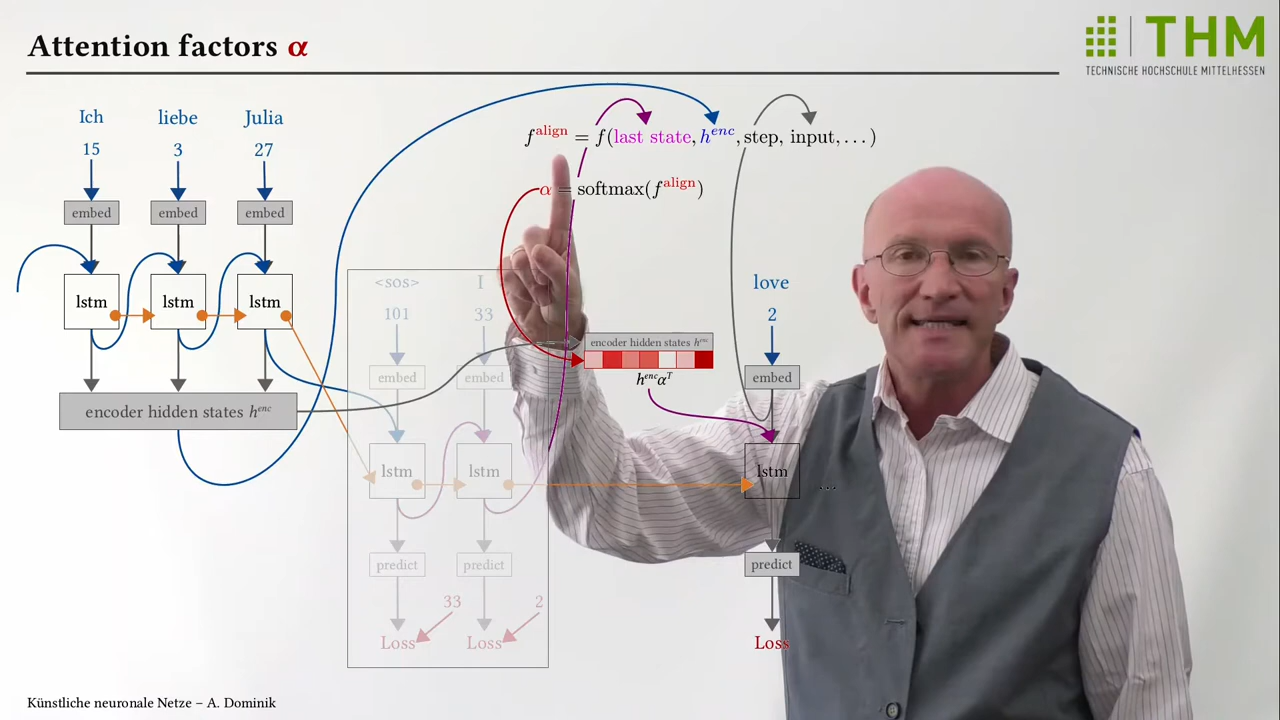 Attention factors α
THM
TECHNISCHE HOCHSCHULE MITTELHESSEN
Ich liebe Julia
15 3 27
embed embed embed
lstm lstm lstm
encoder hidden states h^enc
f^align = f(last state, h^enc, step, input, …)
α = softmax(f^align)
<sos> I
101 33
embed embed
lstm lstm
predict predict
33 2
Loss Loss
encoder hidden states h^enc
h^enc α^T
love
2
embed
lstm …
predict
Loss
Künstliche neuronale Netze – A. Dominik